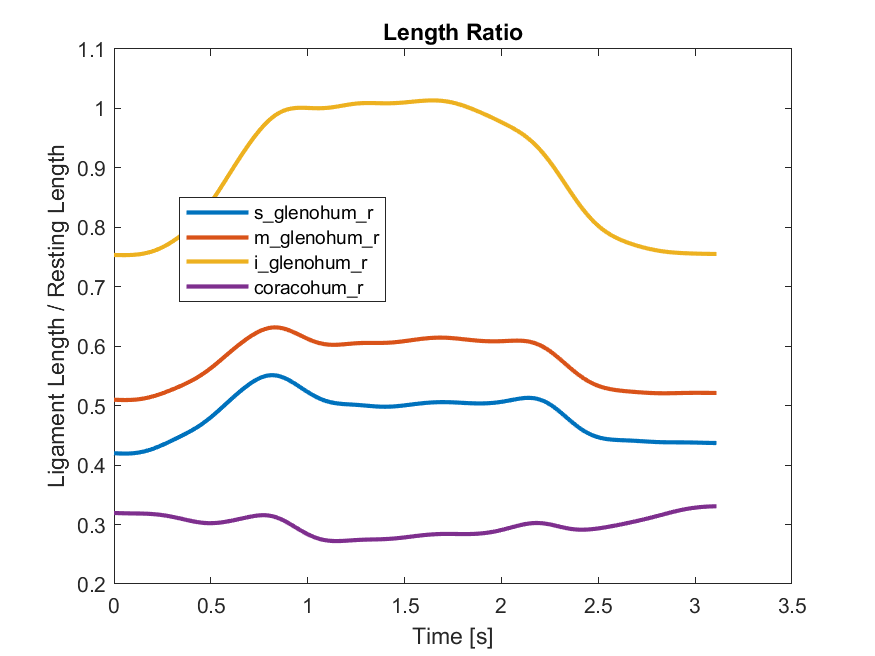 Length Ratio
1.1
1
0.9
0.8
0.7
0.6
0.5
0.4
0.3
0.2
Ligament Length / Resting Length
s_glenohum_r
m_glenohum_r
i_glenohum_r
coracohum_r
0 0.5 1 1.5 2 2.5 3 3.5
Time [s]